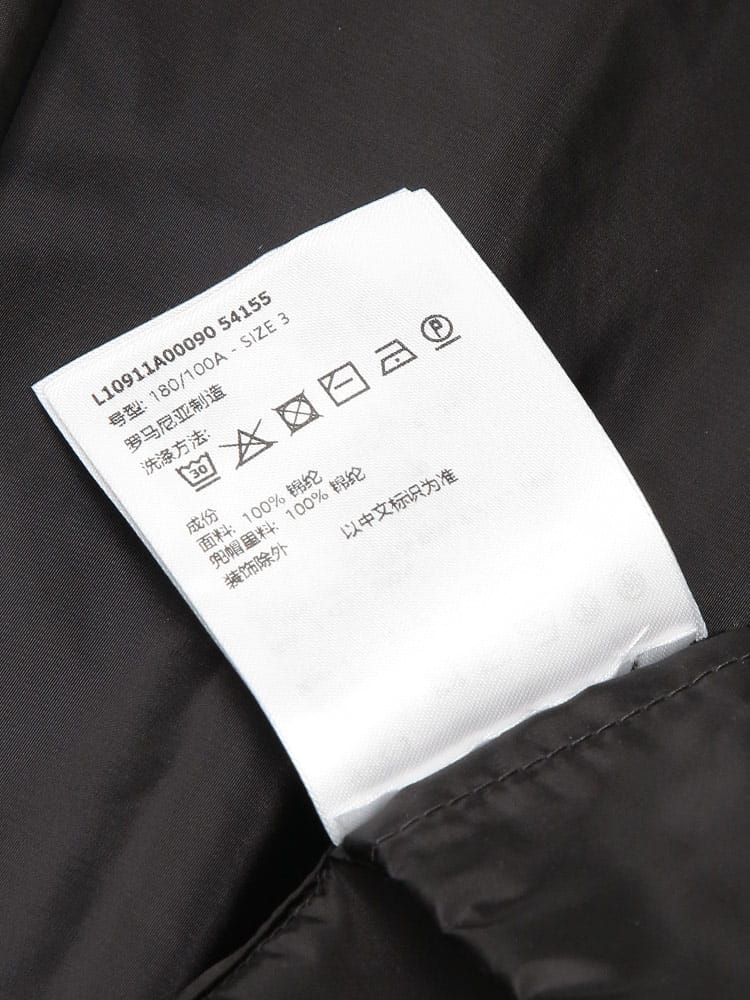 L10911A00090 54155
号型: 180/100A - SIZE 3
罗马尼亚制造
洗涤方法:
30
P
成份
面料: 100% 锦纶
兜帽里料: 100% 锦纶
装饰除外
以中文标识为准